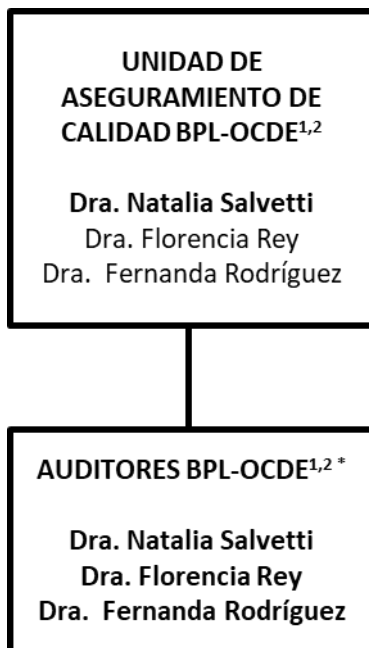 UNIDAD DE
ASEGURAMIENTO DE
CALIDAD BPL-OCDE¹,²
Dra. Natalia Salvetti
Dra. Florencia Rey
Dra. Fernanda Rodríguez
AUDITORES BPL-OCDE¹,² *
Dra. Natalia Salvetti
Dra. Florencia Rey
Dra. Fernanda Rodríguez